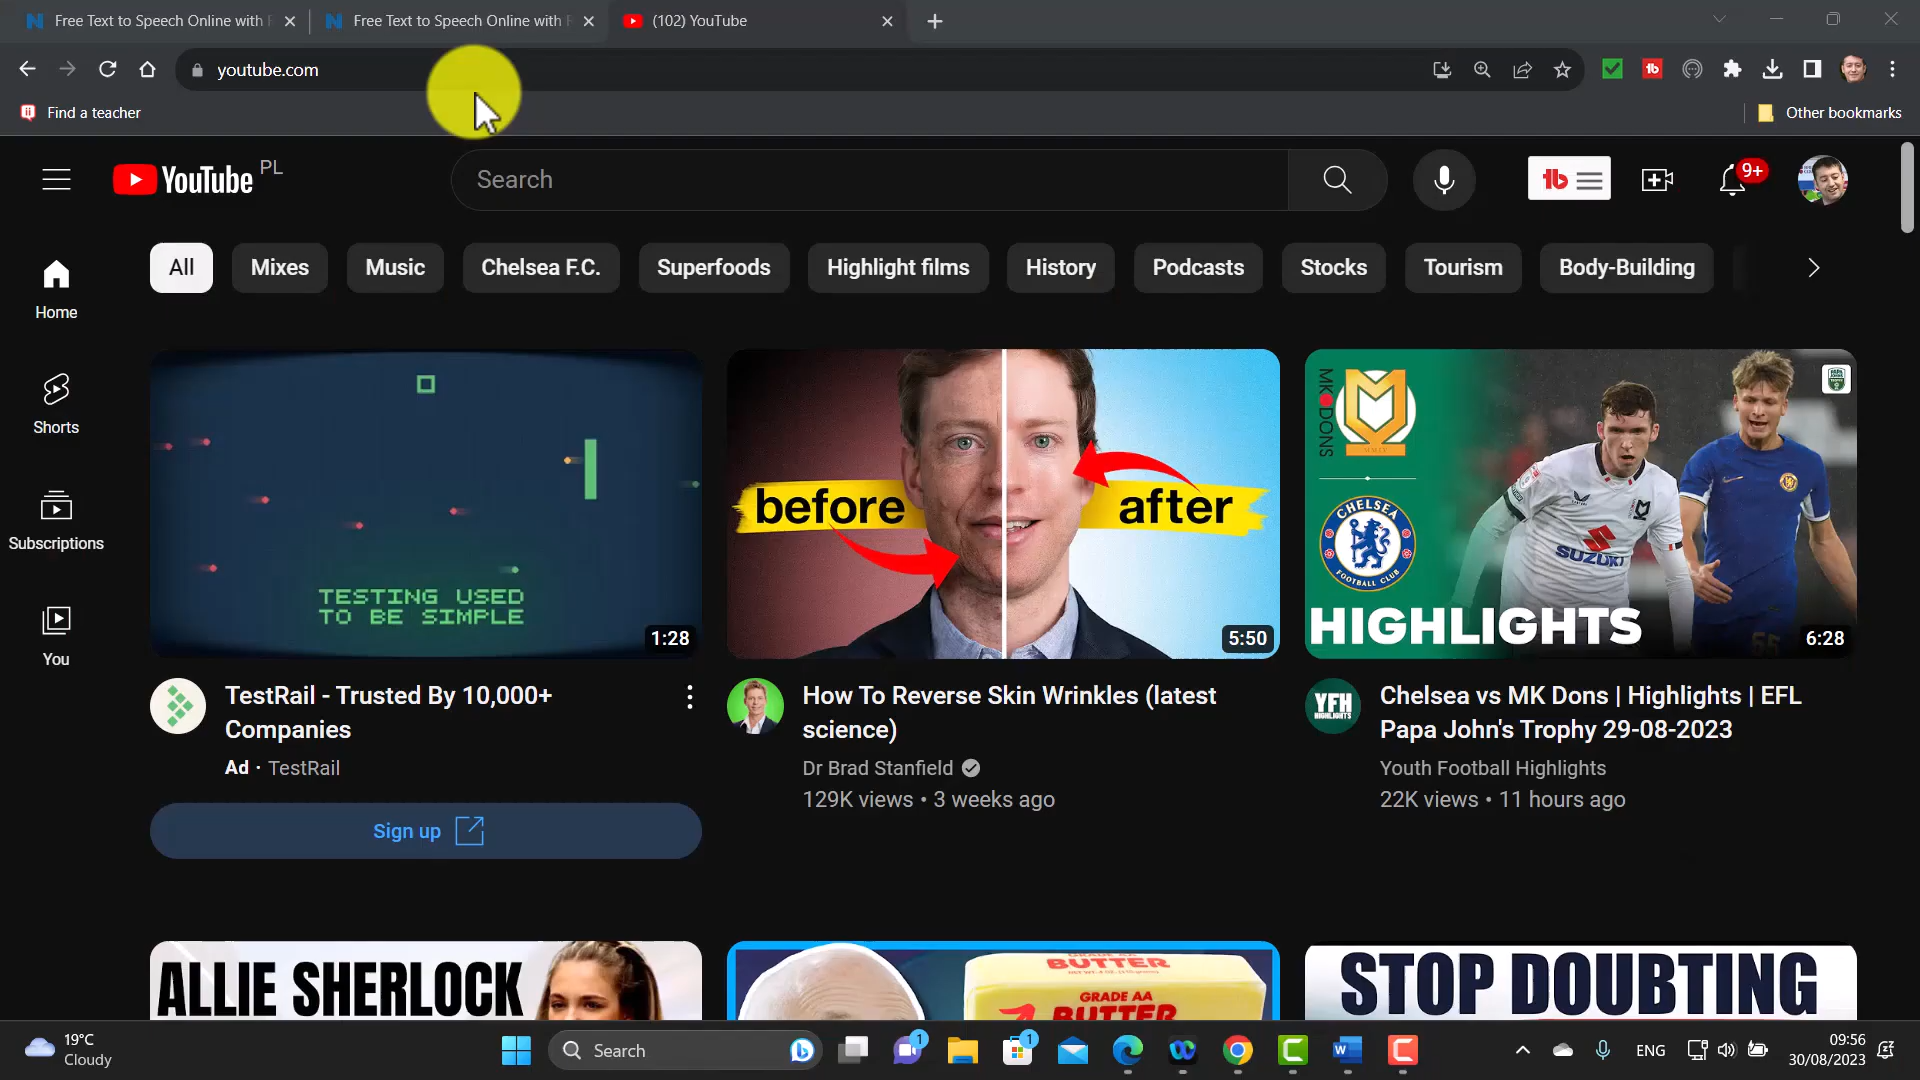 Free Text to Speech Online with
Free Text to Speech Online with
(102) YouTube
youtube.com
Find a teacher
Other bookmarks
YouTube PL
Search
9+
All
Mixes
Music
Chelsea F.C.
Superfoods
Highlight films
History
Podcasts
Stocks
Tourism
Body-Building
Home
Shorts
Subscriptions
You
TESTING USED
TO BE SIMPLE
1:28
before
after
5:50
MK DONS
CHELSEA
FOOTBALL CLUB
SUZUKI
HIGHLIGHTS
6:28
TestRail - Trusted By 10,000+
Companies
Ad · TestRail
Sign up
How To Reverse Skin Wrinkles (latest
science)
Dr Brad Stanfield
129K views • 3 weeks ago
YFH
HIGHLIGHTS
Chelsea vs MK Dons | Highlights | EFL
Papa John's Trophy 29-08-2023
Youth Football Highlights
22K views • 11 hours ago
ALLIE SHERLOCK
GRADE AA
BUTTER
GRADE AA
BUTTER
STOP DOUBTING
19°C
Cloudy
Search
1
1
ENG
09:56
30/08/2023